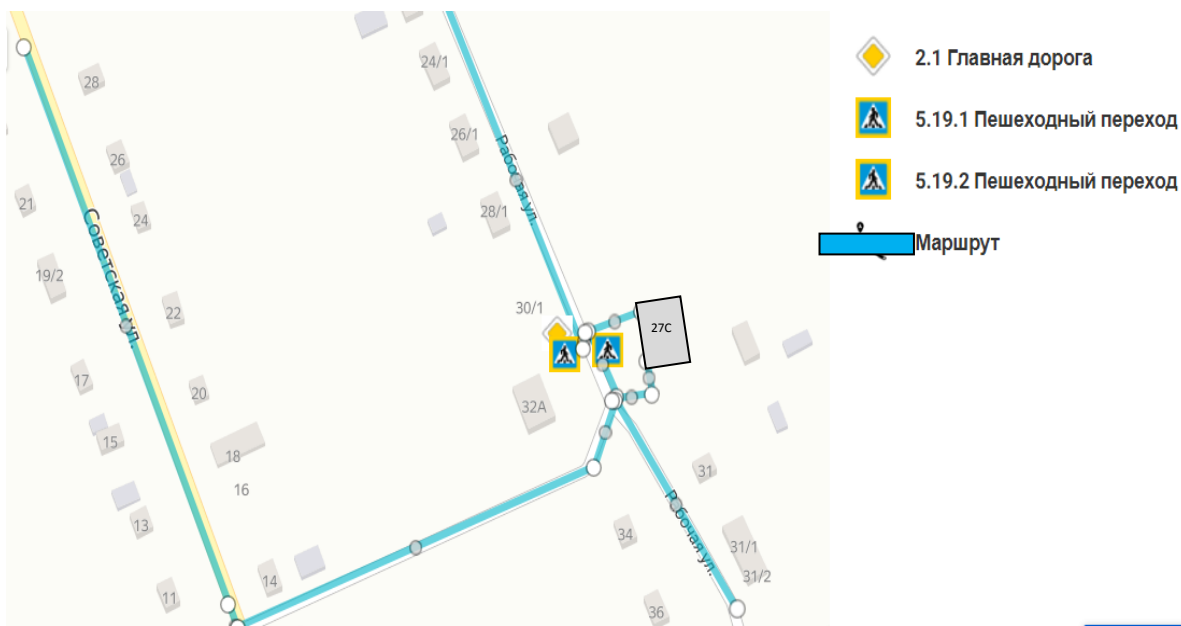 2.1 Главная дорога
5.19.1 Пешеходный переход
5.19.2 Пешеходный переход
Маршрут
24/1
28
26/1
Рабочая ул.
26
21
24
28/1
Советская ул.
19/2
22
30/1
27С
17
20
32А
15
18
16
31
13
34
Рабочая ул.
31/1
14
31/2
11
36